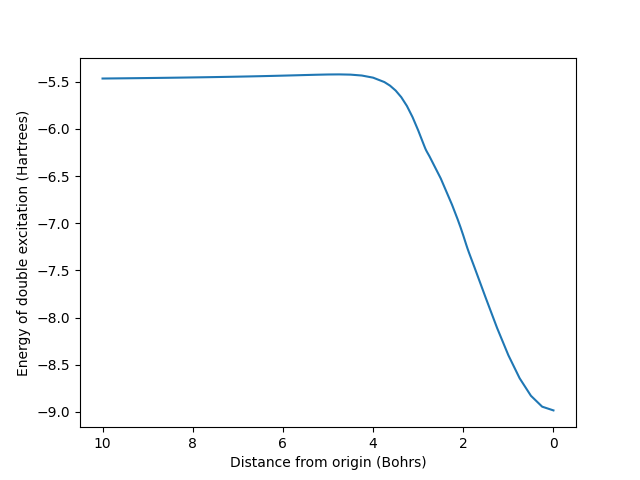 Energy of double excitation (Hartrees)
−5.5
−6.0
−6.5
−7.0
−7.5
−8.0
−8.5
−9.0
10 8 6 4 2 0
Distance from origin (Bohrs)